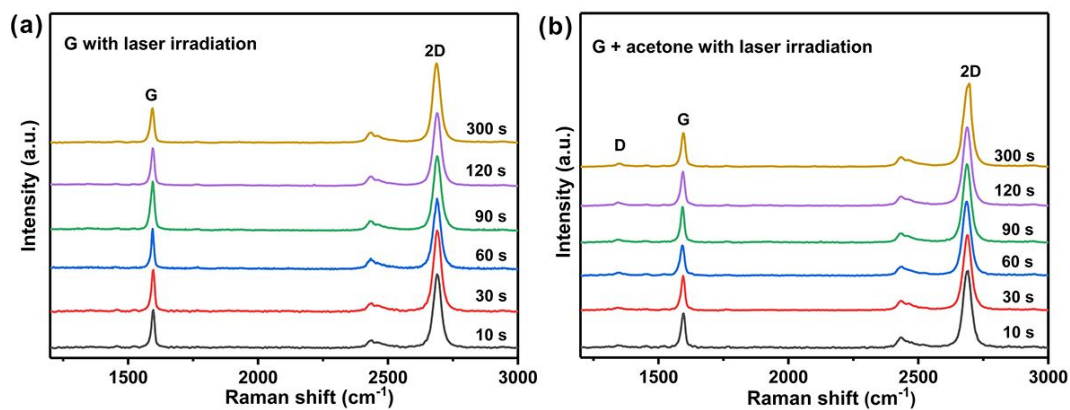 (a)
G with laser irradiation
2D
G
300 s
120 s
90 s
60 s
30 s
10 s
Intensity (a.u.)
1500
2000
2500
3000
Raman shift (cm-1)
(b)
G + acetone with laser irradiation
2D
G
D
300 s
120 s
90 s
60 s
30 s
10 s
Intensity (a.u.)
1500
2000
2500
3000
Raman shift (cm-1)